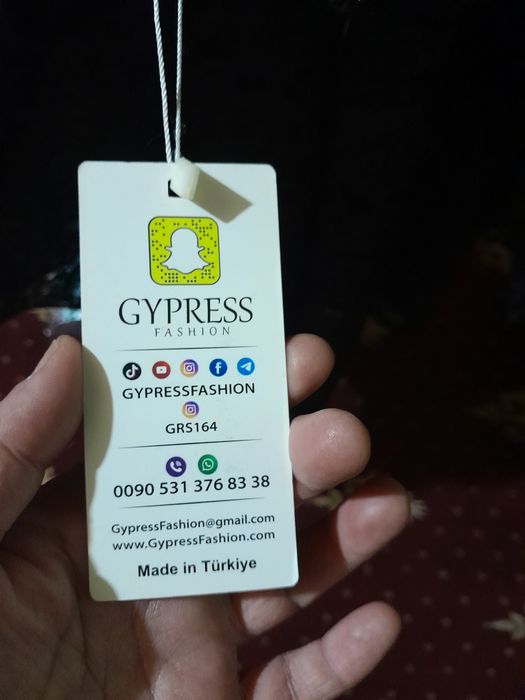 GYPRESS
FASHION
GYPRESSFASHION
GRS164
0090 531 376 83 38
GypressFashion@gmail.com
www.GypressFashion.com
Made in Türkiye